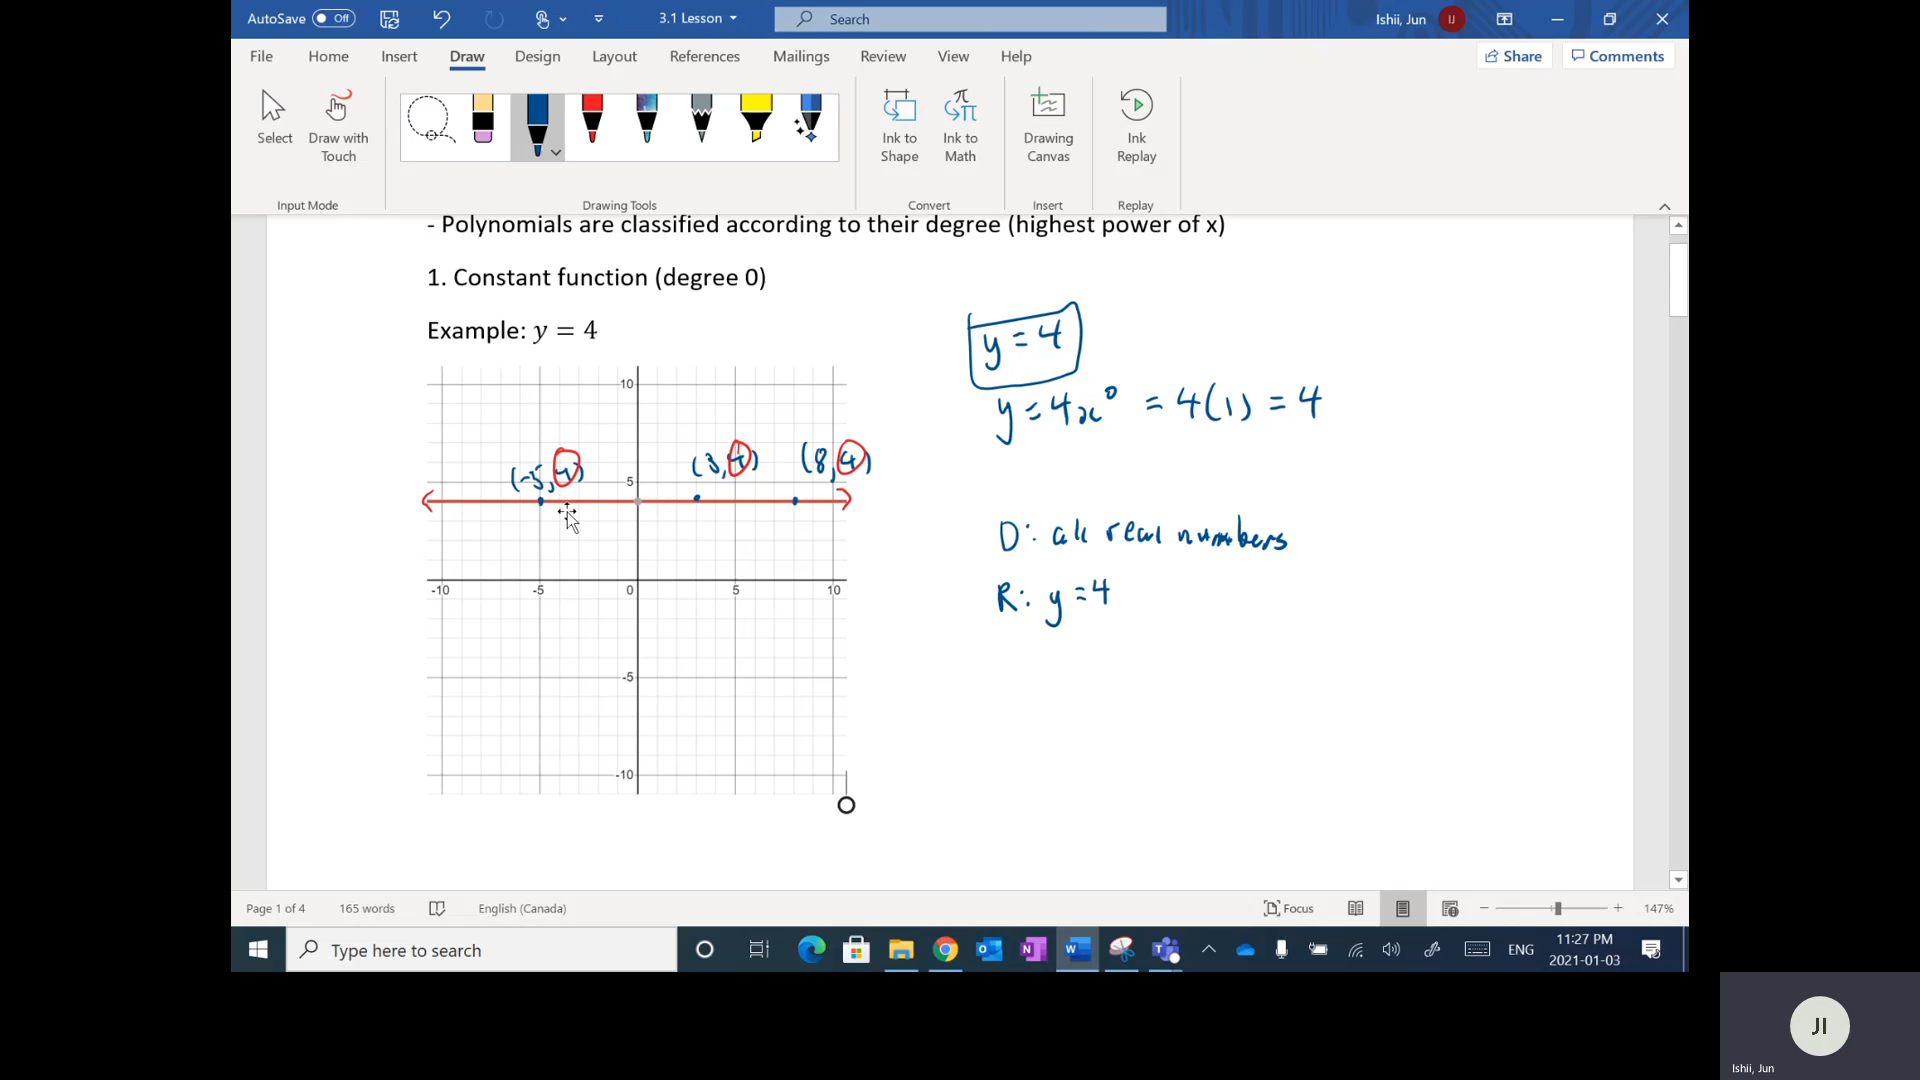 AutoSave Off 3.1 Lesson Search Ishii, Jun IJ
File Home Insert Draw Design Layout References Mailings Review View Help Share Comments
Select Draw with Touch Ink to Shape Ink to Math Drawing Canvas Ink Replay
Input Mode Drawing Tools Convert Insert Replay
- Polynomials are classified according to their degree (highest power of x)
1. Constant function (degree 0)
Example: y = 4
y = 4
y = 4x⁰ = 4(1) = 4
10
(-5, 4) (3, 4) (8, 4)
5
D: all real numbers
-10 -5 0 5 10
R: y = 4
-5
-10
Page 1 of 4 165 words English (Canada) Focus 147%
Type here to search ENG 11:27 PM
2021-01-03
JI
Ishii, Jun